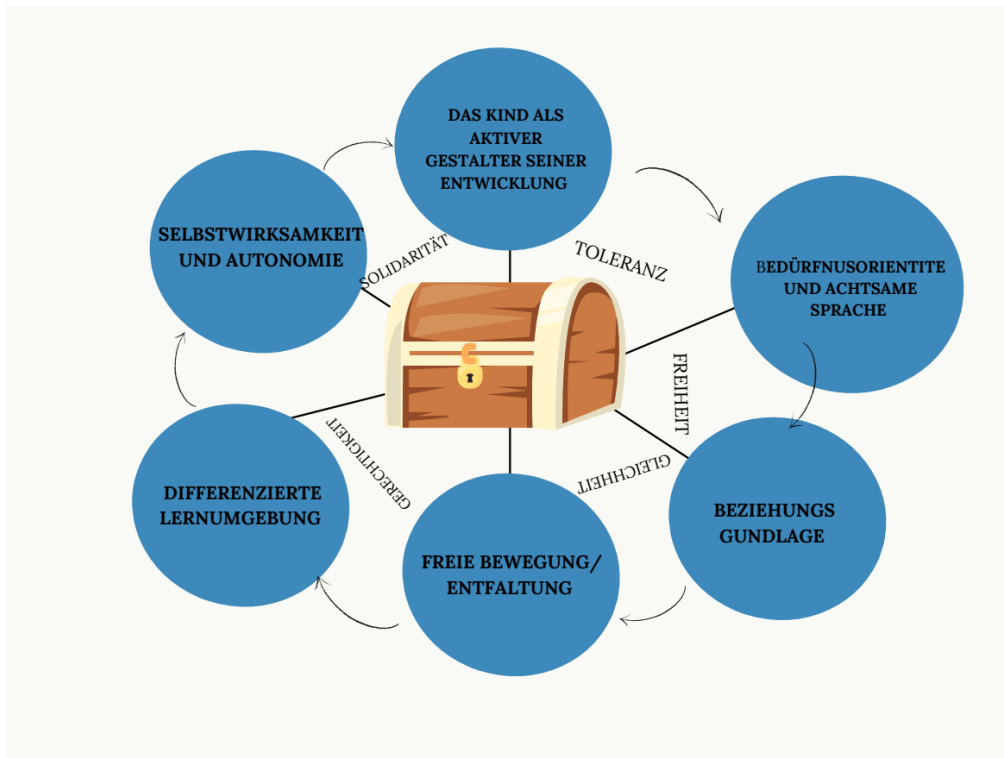 DAS KIND ALS
AKTIVER
GESTALTER SEINER
ENTWICKLUNG
SELBSTWIRKSAMKEIT
UND AUTONOMIE
SOLIDARITÄT
TOLERANZ
BEDÜRFNUSORIENTITE
UND ACHTSAME
SPRACHE
FREIHEIT
GLEICHHEIT
GERECHTIGKEIT
DIFFERENZIERTE
LERNUMGEBUNG
BEZIEHUNGS
GUNDLAGE
FREIE BEWEGUNG/
ENTFALTUNG